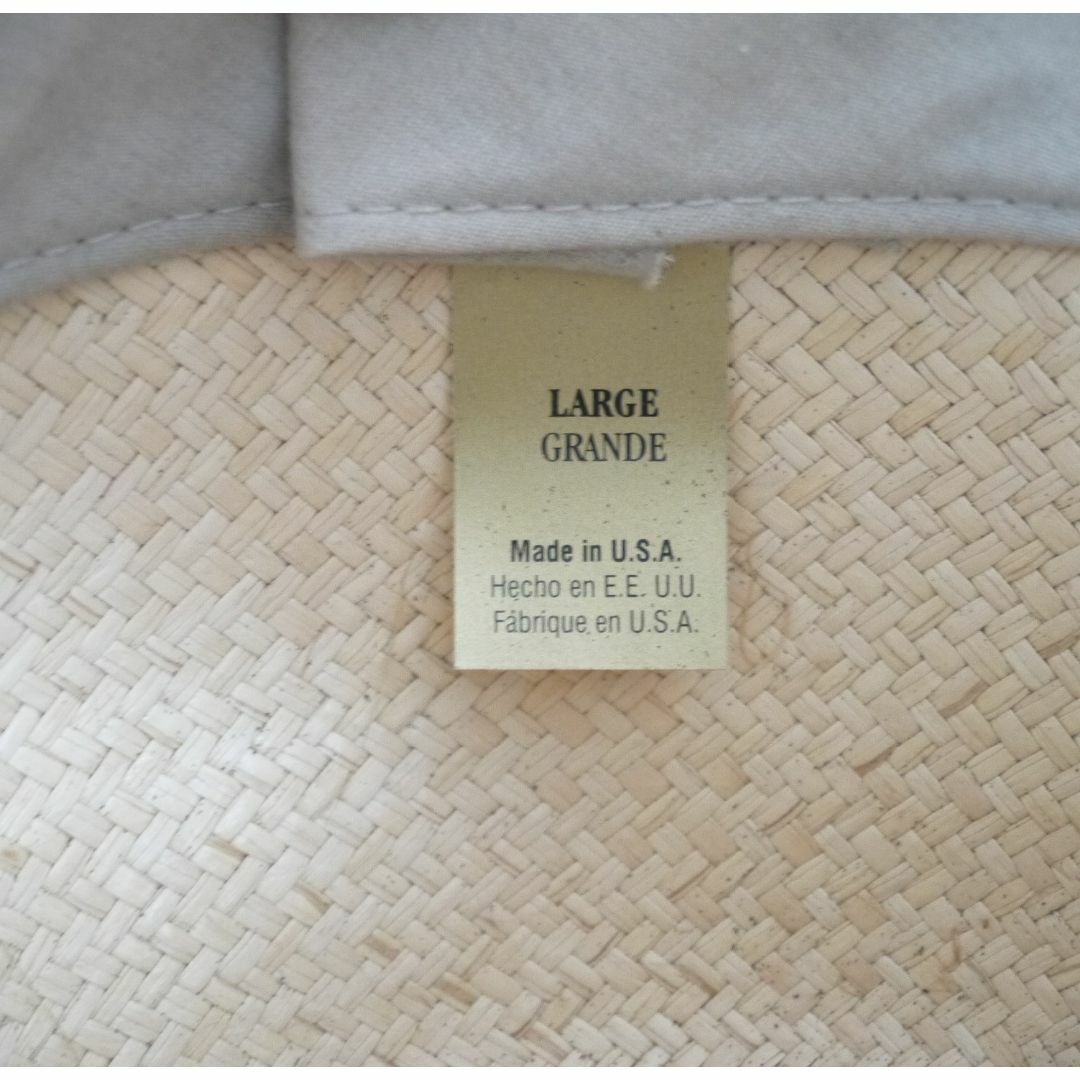 LARGE
GRANDE
Made in U.S.A.
Hecho en E.E. U.U.
Fábrique en U.S.A.